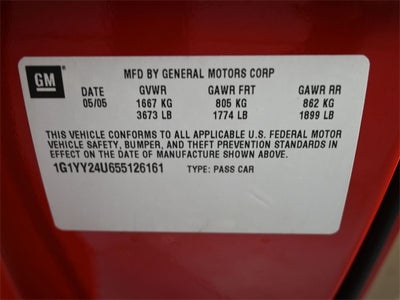 GM
MFD BY GENERAL MOTORS CORP
DATE GVWR GAWR FRT GAWR RR
05/05 1667 KG 805 KG 862 KG
3673 LB 1774 LB 1899 LB
THIS VEHICLE CONFORMS TO ALL APPLICABLE U.S. FEDERAL MOTOR
VEHICLE SAFETY, BUMPER, AND THEFT PREVENTION STANDARDS IN
EFFECT ON THE DATE OF MANUFACTURE SHOWN ABOVE.
1G1YY24U655126161 TYPE: PASS CAR